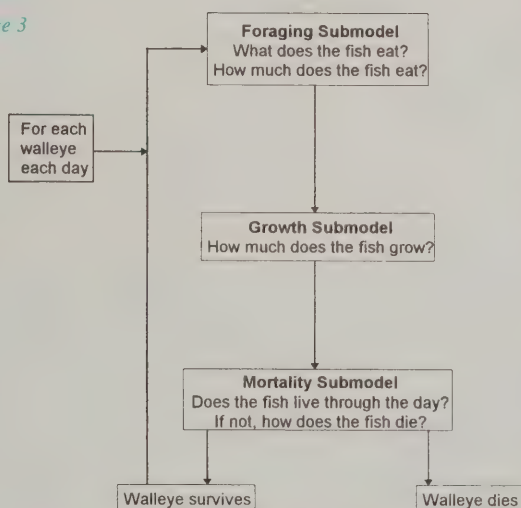 e 3
Foraging Submodel
What does the fish eat?
How much does the fish eat?
For each
walleye
each day
Growth Submodel
How much does the fish grow?
Mortality Submodel
Does the fish live through the day?
If not, how does the fish die?
Walleye survives
Walleye dies